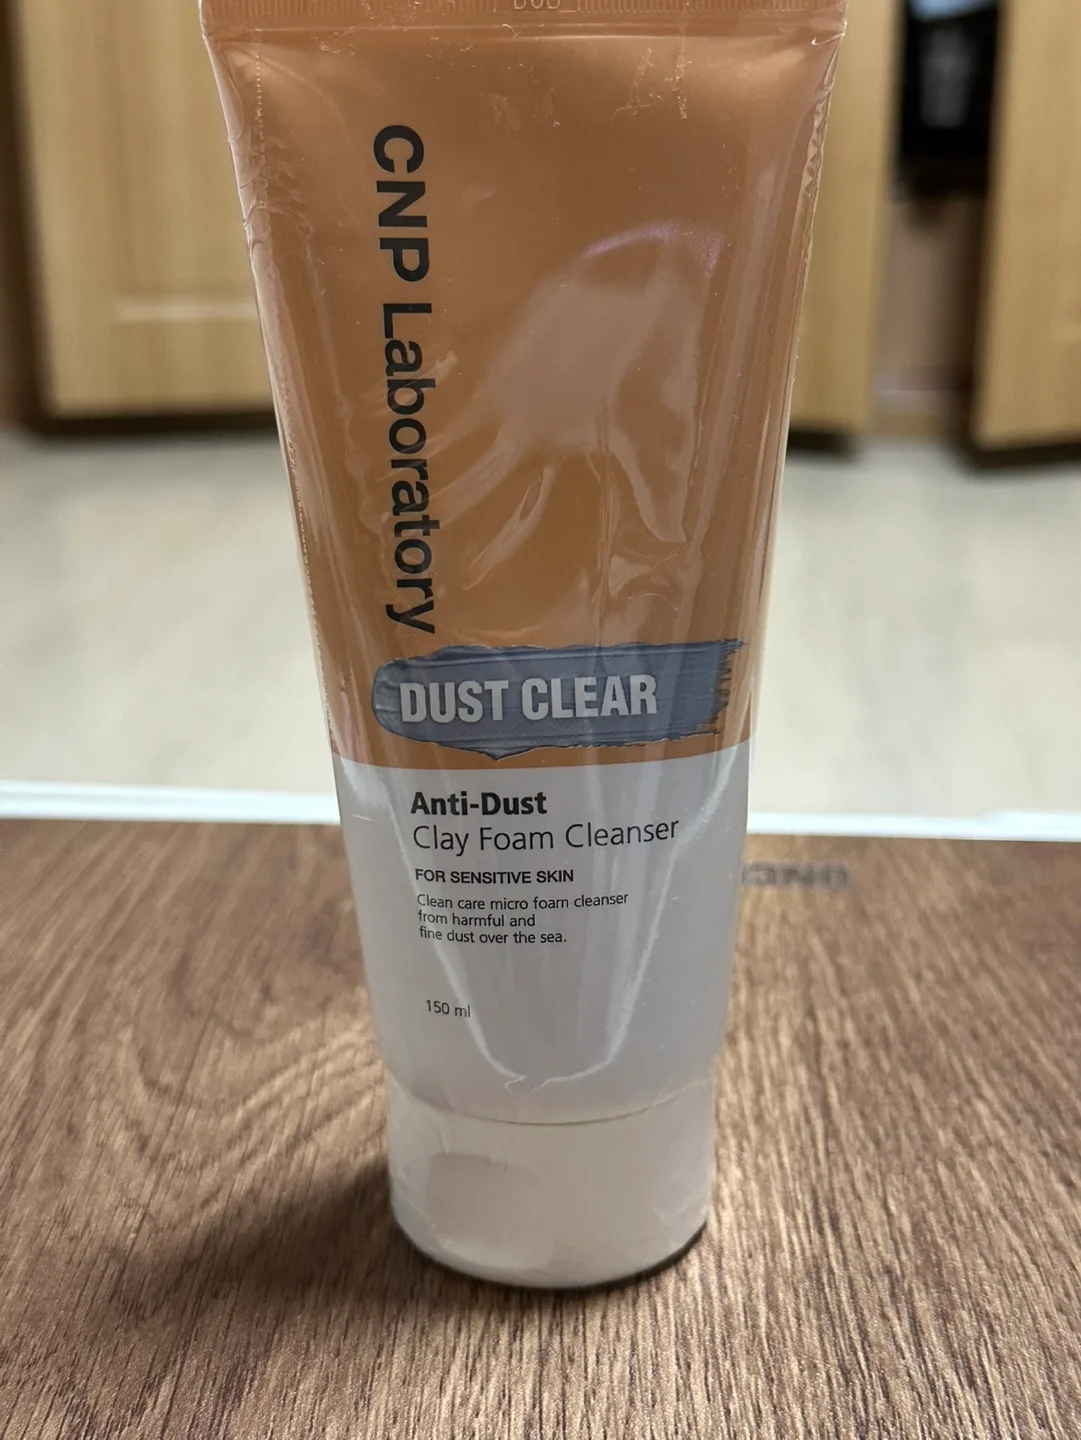 CNP Laboratory
DUST CLEAR
Anti-Dust
Clay Foam Cleanser
FOR SENSITIVE SKIN
Clean care micro foam cleanser
from harmful and
fine dust over the sea.
150 ml